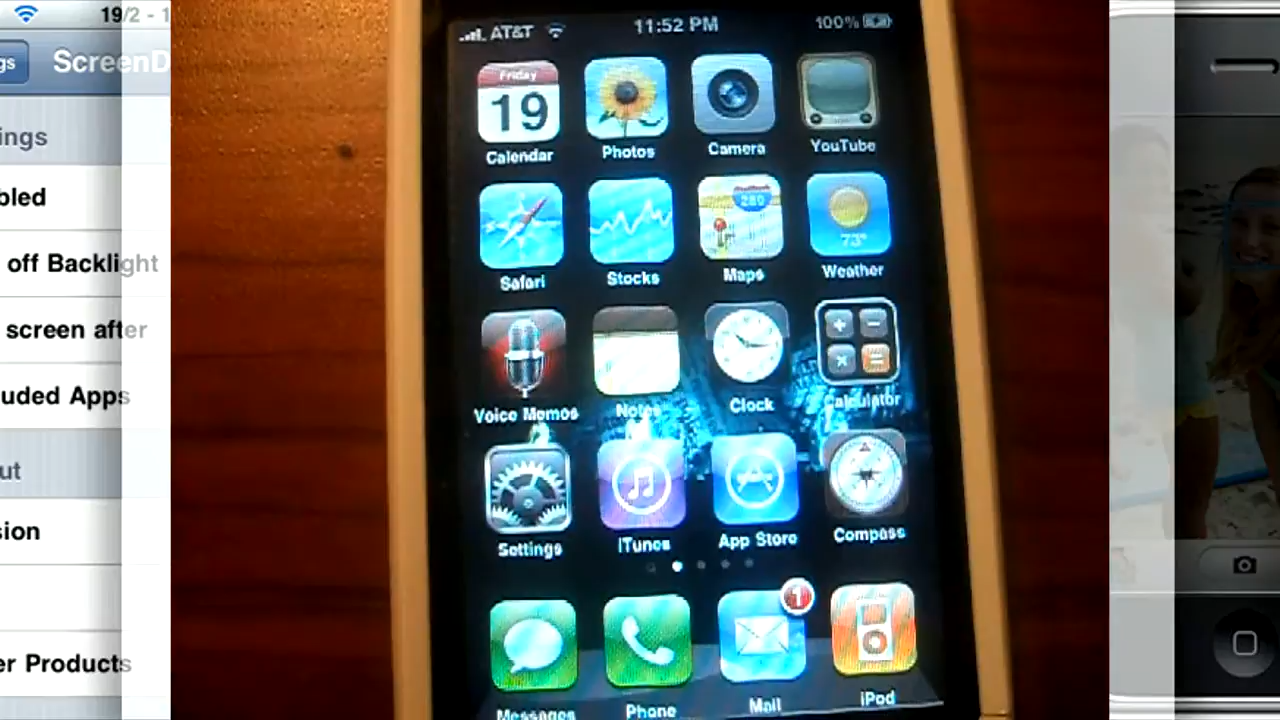 19/2 - 1
gs
ScreenD
ings
bled
off Backlight
screen after
uded Apps
ut
sion
er Products
AT&T
11:52 PM
100%
Friday
19
Calendar
Photos
Camera
YouTube
280
73°
Safari
Stocks
Maps
Weather
Voice Memos
Notes
Clock
Calculator
Settings
iTunes
App Store
Compass
1
Messages
Phone
Mail
iPod